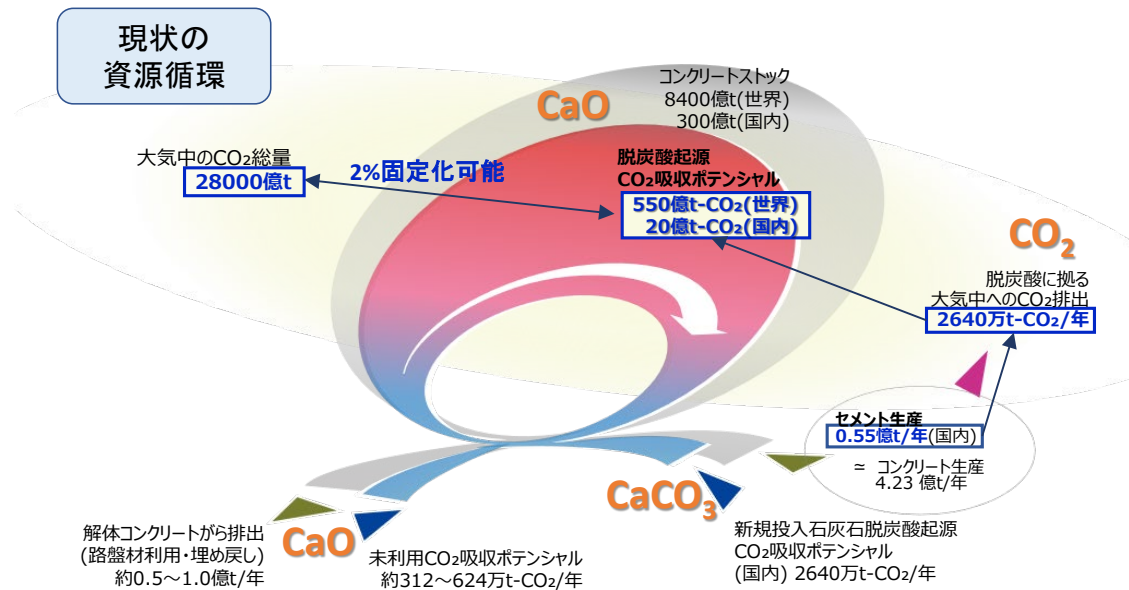 現状の
資源循環
コンクリートストック
8400億t(世界)
300億t(国内)
CaO
大気中のCO₂総量
28000億t
2%固定化可能
脱炭酸起源
CO₂吸収ポテンシャル
550億t-CO₂(世界)
20億t-CO₂(国内)
CO₂
脱炭酸に拠る
大気中へのCO₂排出
2640万t-CO₂/年
セメント生産
0.55億t/年(国内)
≃ コンクリート生産
4.23 億t/年
CaCO₃
CaO
解体コンクリートがら排出
(路盤材利用・埋め戻し)
約0.5～1.0億t/年
未利用CO₂吸収ポテンシャル
約312～624万t-CO₂/年
新規投入石灰石脱炭酸起源
CO₂吸収ポテンシャル
(国内) 2640万t-CO₂/年